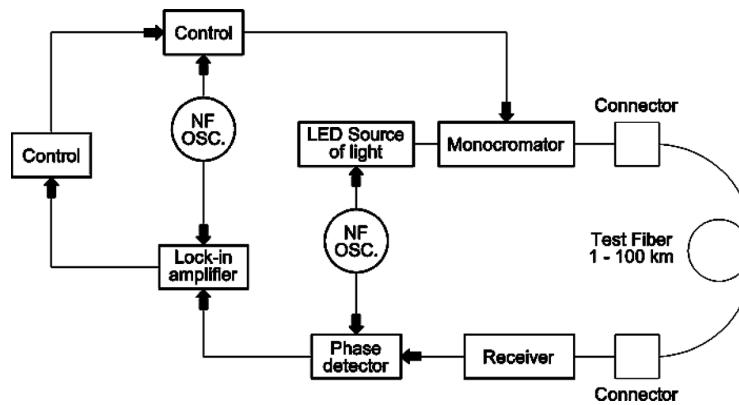 Control
NF
OSC.
Control
LED Source
of light
Monocromator
Connector
NF
OSC.
Test Fiber
1 - 100 km
Lock-in
amplifier
Phase
detector
Receiver
Connector